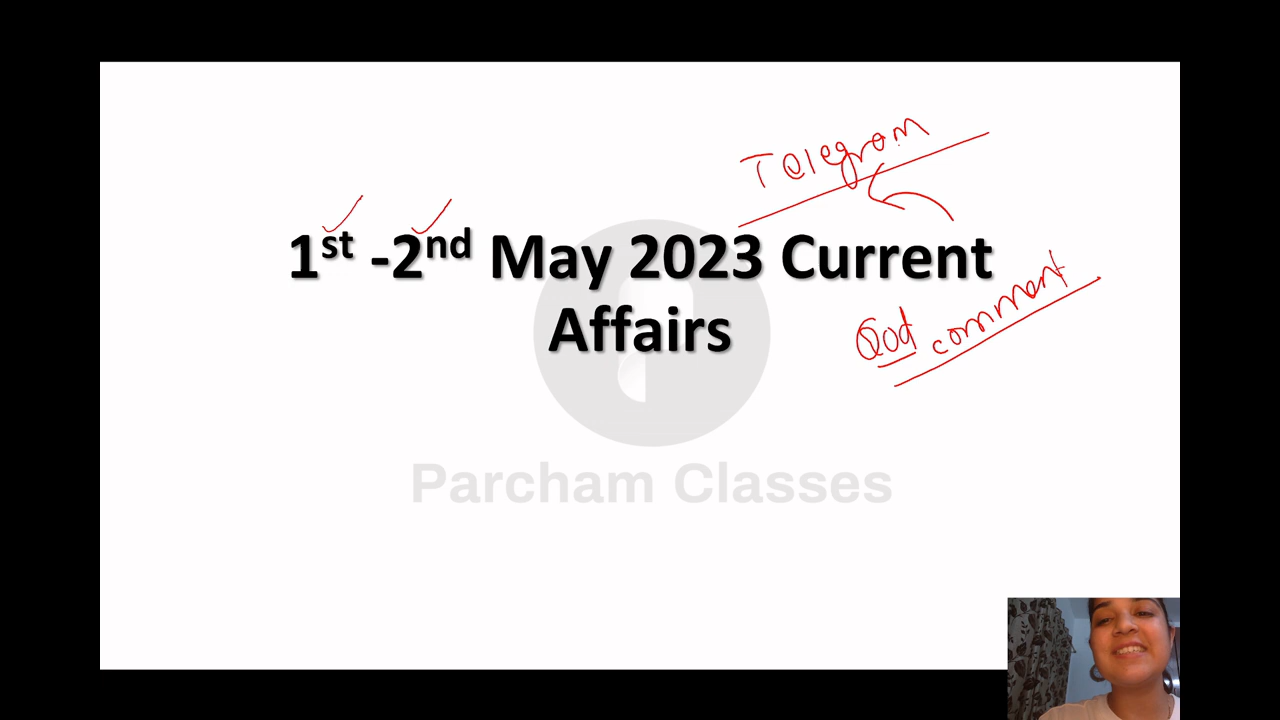 Telegram
1st -2nd May 2023 Current
Affairs
Qod comment
Parcham Classes